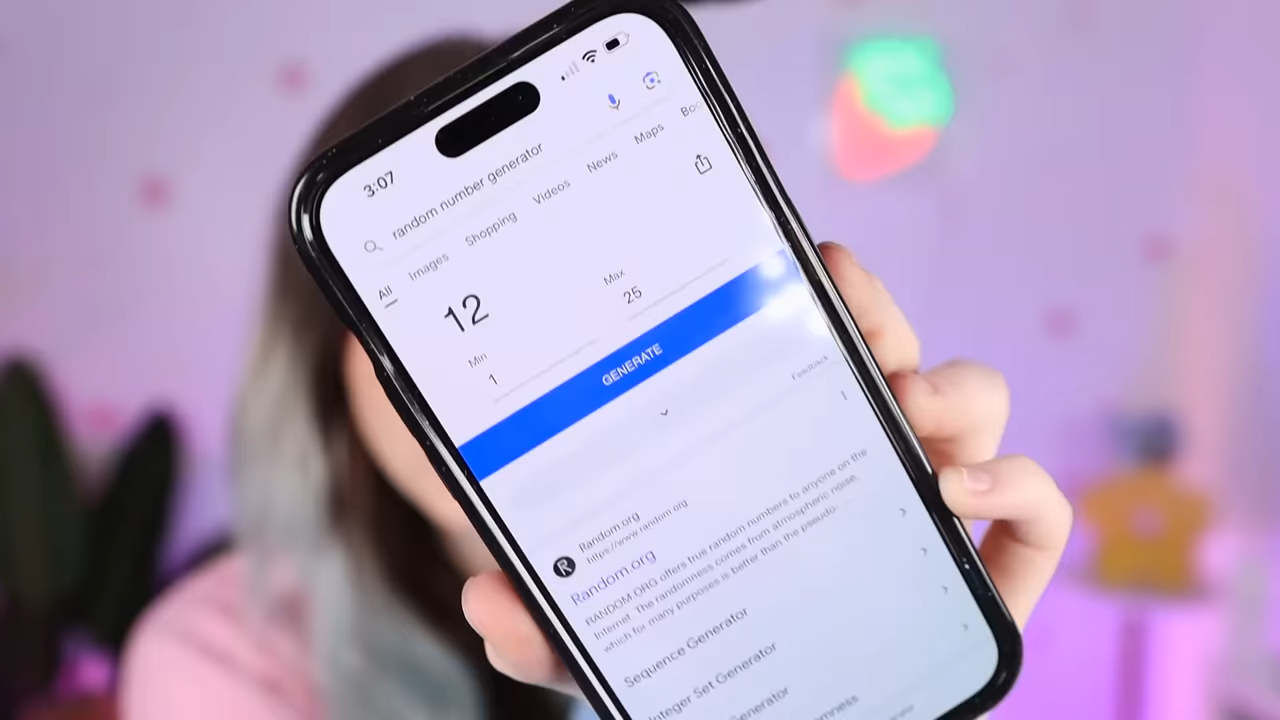 3:07
random number generator
All Images Shopping Videos News Maps
12
Min
1
Max
25
GENERATE
Feedback
Random.org
https://www.random.org
Random.org
RANDOM.ORG offers true random numbers to anyone on the
Internet. The randomness comes from atmospheric noise,
which for many purposes is better than the pseudo-
Sequence Generator
Integer Set Generator